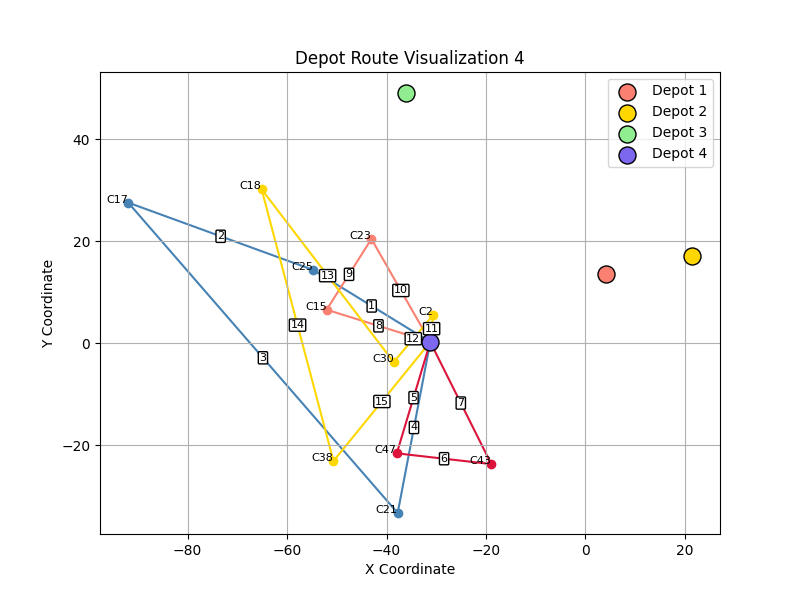 Depot Route Visualization 4
Depot 1
Depot 2
Depot 3
Depot 4
Y Coordinate
40
20
0
−20
C17
C18
C23
C25
C15
C2
C30
C47
C43
C38
C21
2
13
9
1
10
14
8
11
12
3
15
5
7
4
6
−80
−60
−40
−20
0
20
X Coordinate